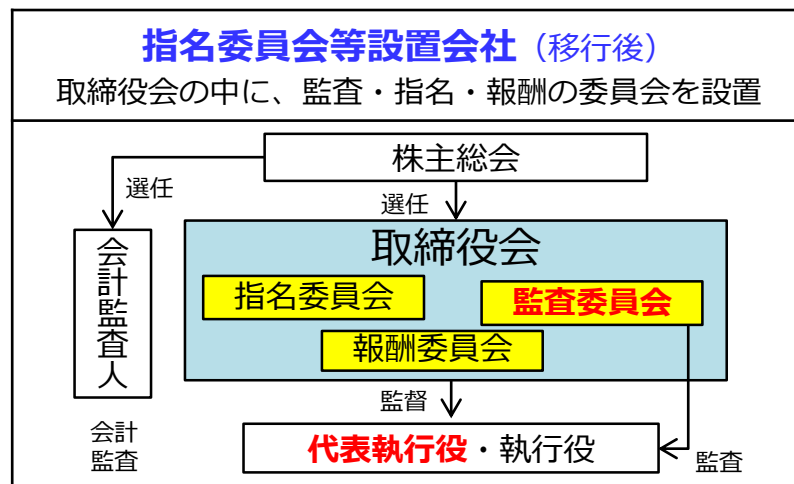 指名委員会等設置会社（移行後）
取締役会の中に、監査・指名・報酬の委員会を設置
株主総会
選任
選任
会計監査人
取締役会
指名委員会
監査委員会
報酬委員会
監督
会計
監査
代表執行役・執行役
監査